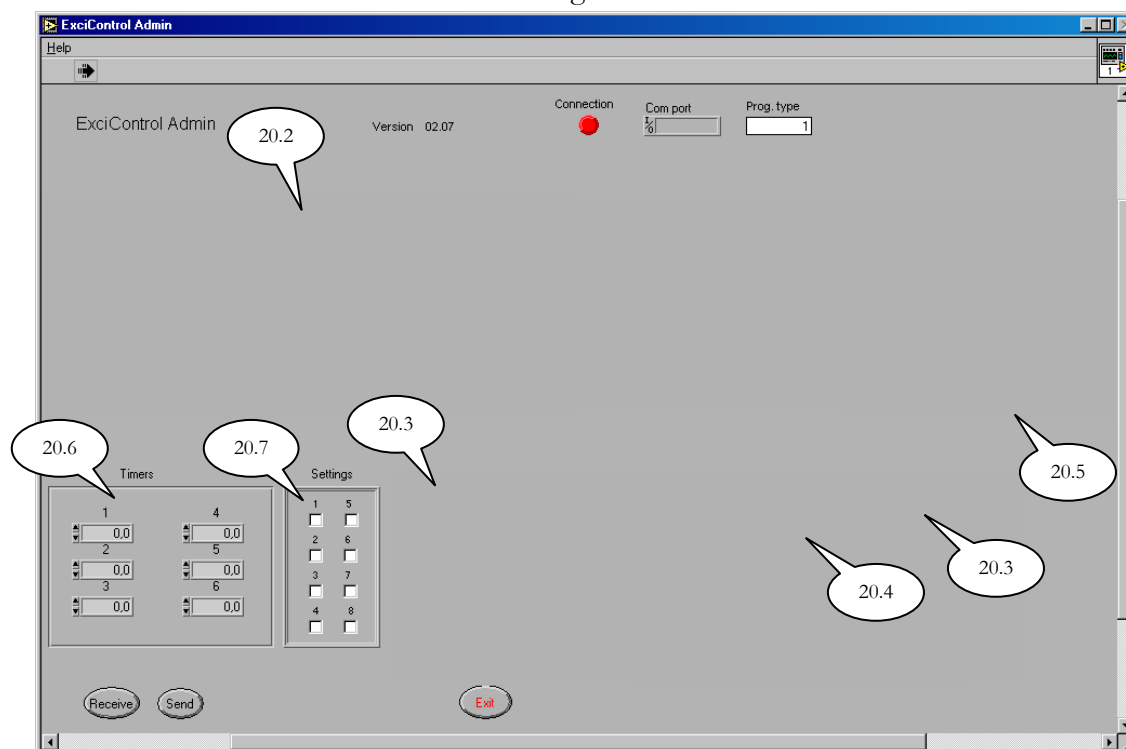 ExciControl Admin
Help
1
ExciControl Admin
Version 02.07
Connection
Com port
Prog. type
I/O
1
20.2
20.3
20.6
20.7
20.5
Timers
Settings
1 4
0,0 0,0
2 5
0,0 0,0
3 6
0,0 0,0
1 5
2 6
3 7
4 8
20.3
20.4
Receive
Send
Exit